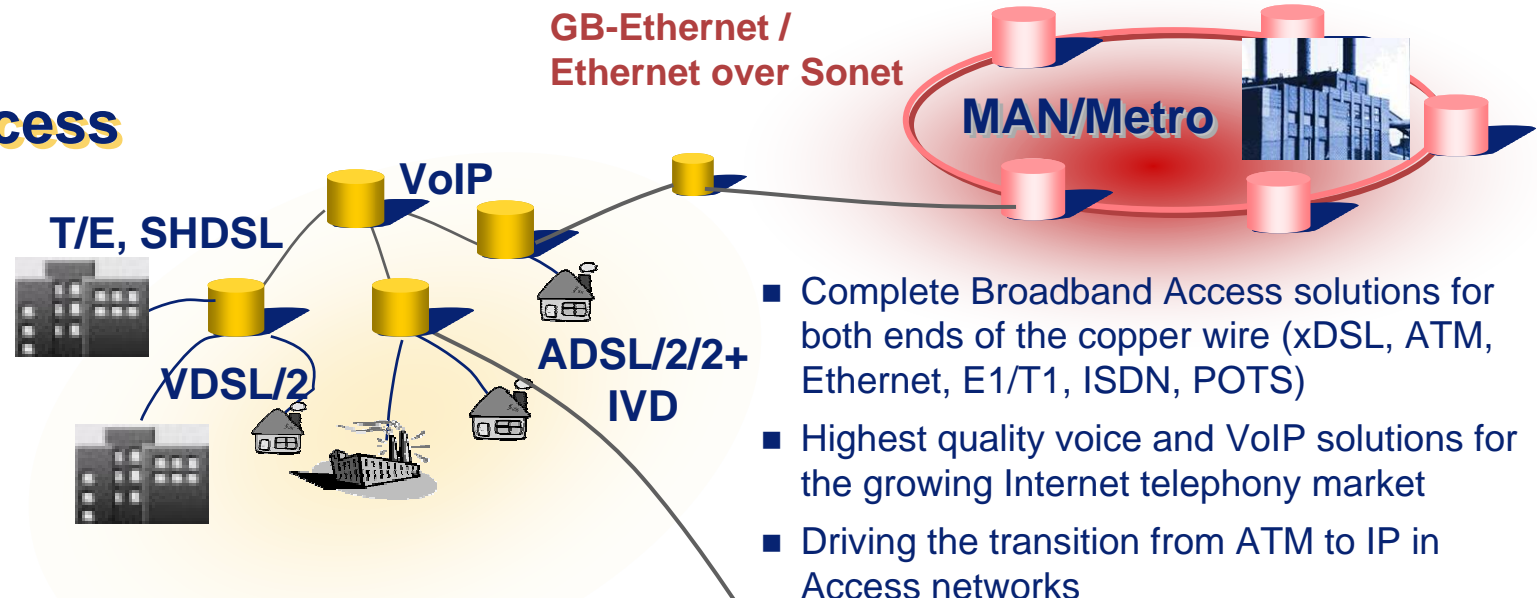 GB-Ethernet /
Ethernet over Sonet
cess
MAN/Metro
VoIP
T/E, SHDSL
ADSL/2/2+
IVD
VDSL/2
■ Complete Broadband Access solutions for
both ends of the copper wire (xDSL, ATM,
Ethernet, E1/T1, ISDN, POTS)
■ Highest quality voice and VoIP solutions for
the growing Internet telephony market
■ Driving the transition from ATM to IP in
Access networks